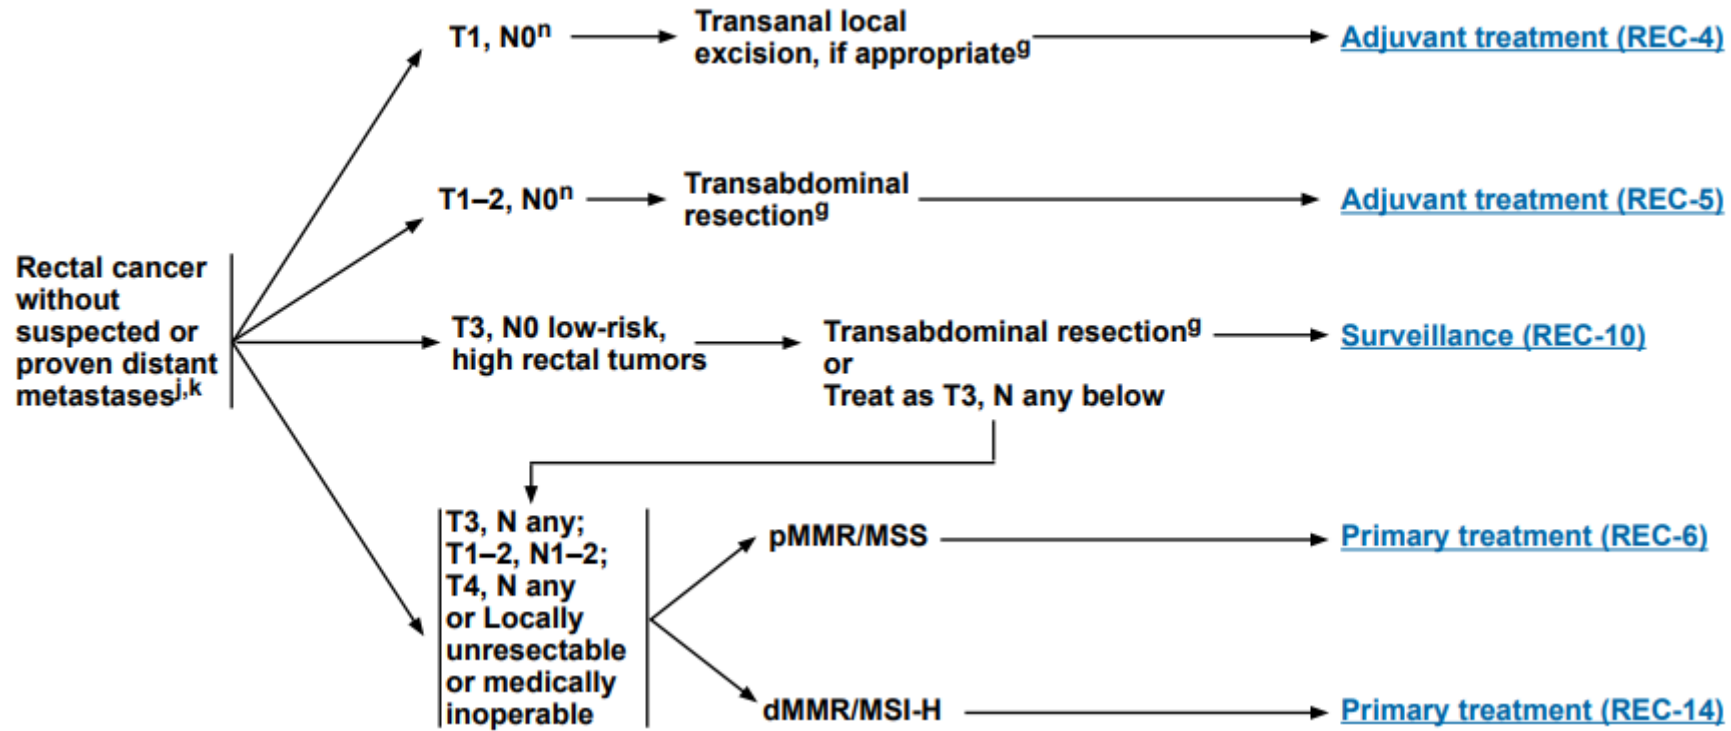 Rectal cancer
without
suspected or
proven distant
metastasesj,k
T1, N0n
Transanal local
excision, if appropriateg
Adjuvant treatment (REC-4)
T1–2, N0n
Transabdominal
resectiong
Adjuvant treatment (REC-5)
T3, N0 low-risk,
high rectal tumors
Transabdominal resectiong
or
Treat as T3, N any below
Surveillance (REC-10)
T3, N any;
T1–2, N1–2;
T4, N any
or Locally
unresectable
or medically
inoperable
pMMR/MSS
Primary treatment (REC-6)
dMMR/MSI-H
Primary treatment (REC-14)